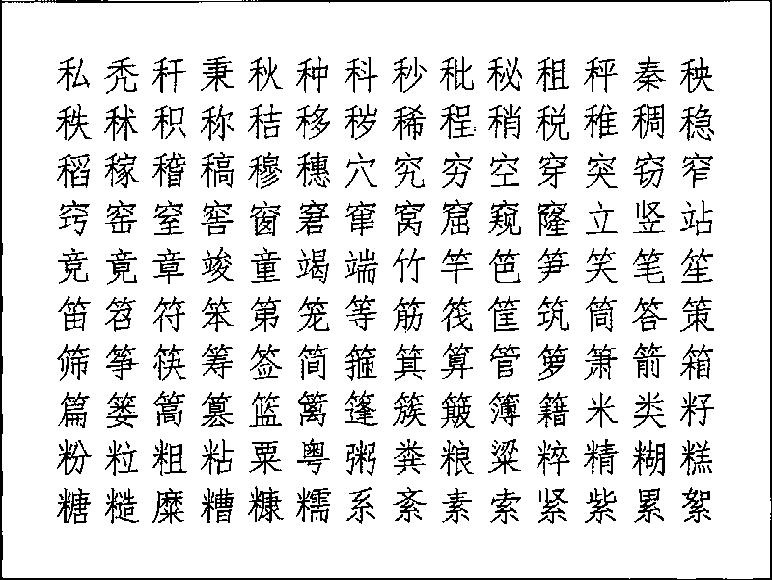 私秃秆秉秋种科秒秕秘租秤秦秧
秩秫积称秸移秽稀程稍税稚稠稳
稻稼稽稿穆穗穴究穷空穿突窃窄
窍窑窒窖窗窘窜窝窟窥窿立竖站
竞竟章竣童竭端竹竿笆笋笑笔笙
笛笤符笨第笼等筋筏筐筑筒答策
筛筝筷筹签简箍箕算管箩箫箭箱
篇篓篙篡篮篱篷簇簸簿籍米类籽
粉粒粗粘粟粤粥粪粮粱粹精糊糕
糖糙糜糟糠糯系紊素索紧紫累絮